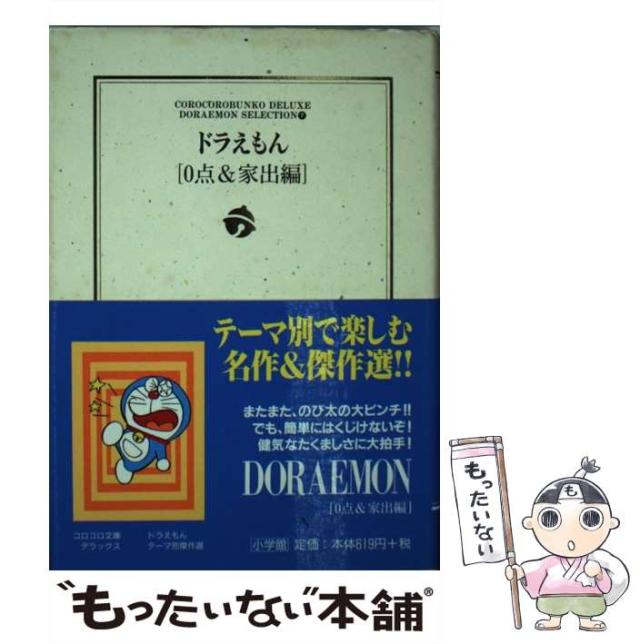 COROCOROBUNKO DELUXE
DORAEMON SELECTION
ドラえもん
[0点&家出編]
テーマ別で楽しむ
名作&傑作選!!
またまた、のび太の大ピンチ!!
でも、簡単にはくじけないぞ!
健気なたくましさに大拍手!
DORAEMON
[0点&家出編]
コロコロ文庫
デラックス
ドラえもん
テーマ別傑作選
小学館 定価:本体619円+税
“もったいない本舗®
もったいない
も